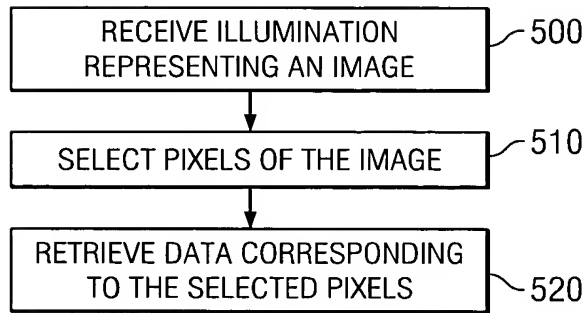 RECEIVE ILLUMINATION
REPRESENTING AN IMAGE
500
SELECT PIXELS OF THE IMAGE
510
RETRIEVE DATA CORRESPONDING
TO THE SELECTED PIXELS
520